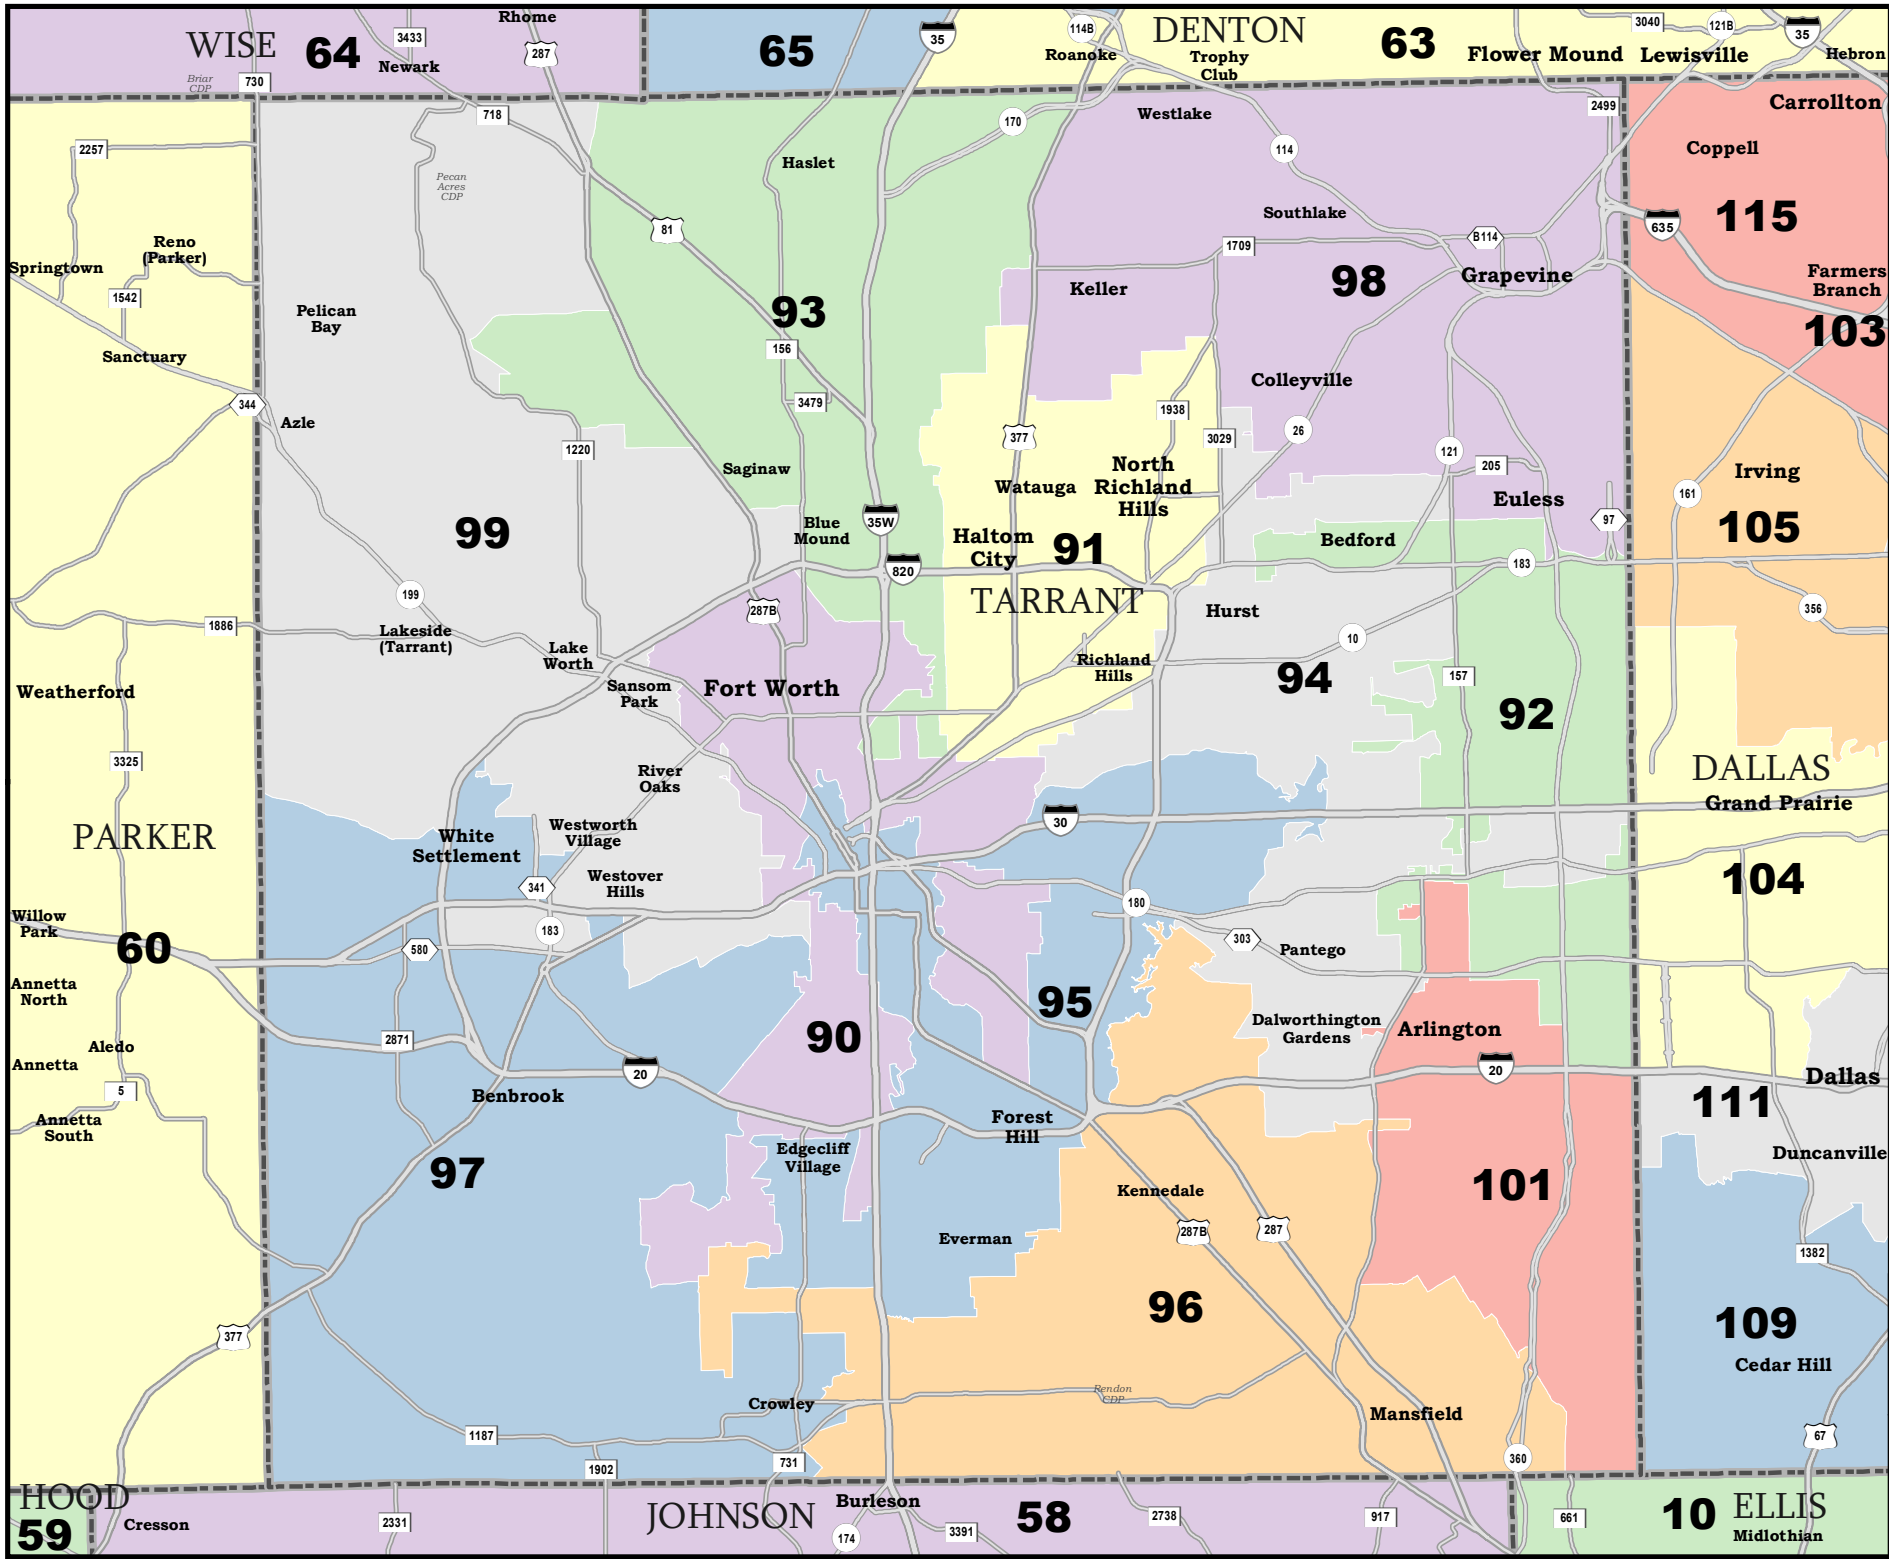 Rhome
WISE
64
3433
287
Newark
Briar
CDP
730
65
35
114B
Roanoke
DENTON
Trophy
Club
63
Flower Mound
3040
Lewisville
121B
35
Hebron
718
170
Westlake
114
2499
Carrollton
Coppell
2257
Haslet
Pecan
Acres
CDP
Southlake
115
81
1709
B114
635
Reno
(Parker)
Springtown
1542
Keller
98
Grapevine
Farmers
Branch
Pelican
Bay
93
103
156
Sanctuary
344
Azle
3479
Colleyville
1938
377
3029
26
121
205
1220
Saginaw
Watauga
North
Richland
Hills
Euless
161
Irving
99
Blue
Mound
35W
820
Haltom
City
91
Bedford
97
105
183
199
287B
TARRANT
Hurst
356
1886
Lakeside
(Tarrant)
Lake
Worth
10
Sansom
Park
Fort Worth
Richland
Hills
94
157
92
Weatherford
3325
River
Oaks
DALLAS
Grand Prairie
PARKER
White
Settlement
Westworth
Village
30
341
Westover
Hills
180
104
Willow
Park
60
580
183
303
Pantego
Annetta
North
95
Dalworthington
Gardens
Arlington
90
2871
Aledo
Annetta
5
20
20
Dallas
Benbrook
111
Annetta
South
Forest
Hill
Edgecliff
Village
Duncanville
97
Kennedale
101
287B
287
Everman
1382
96
109
377
Cedar Hill
Rendon
CDP
Crowley
Mansfield
1187
67
731
1902
360
HOOD
59
Cresson
2331
JOHNSON
Burleson
174
3391
58
2738
917
661
10
ELLIS
Midlothian